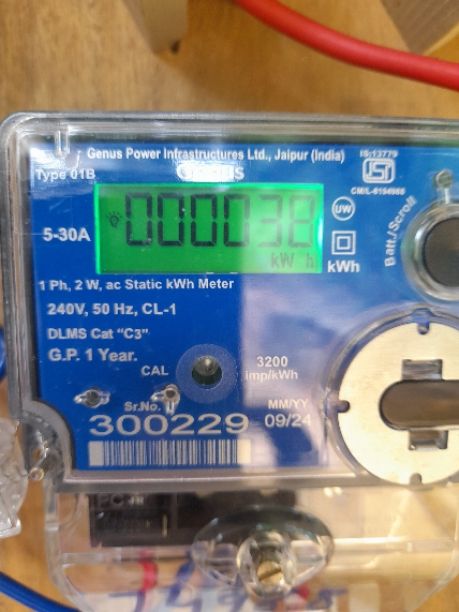 Genus Power Infrastructures Ltd., Jaipur (India)
IS:13779
Type 01B
Genus
CM/L-8194988
000038
UW
5-30A
kW h
kWh
Batt./Scroll
1 Ph, 2 W, ac Static kWh Meter
240V, 50 Hz, CL-1
DLMS Cat "C3"
G.P. 1 Year.
CAL
3200
imp/kWh
Sr.No.
MM/YY
300229
09/24